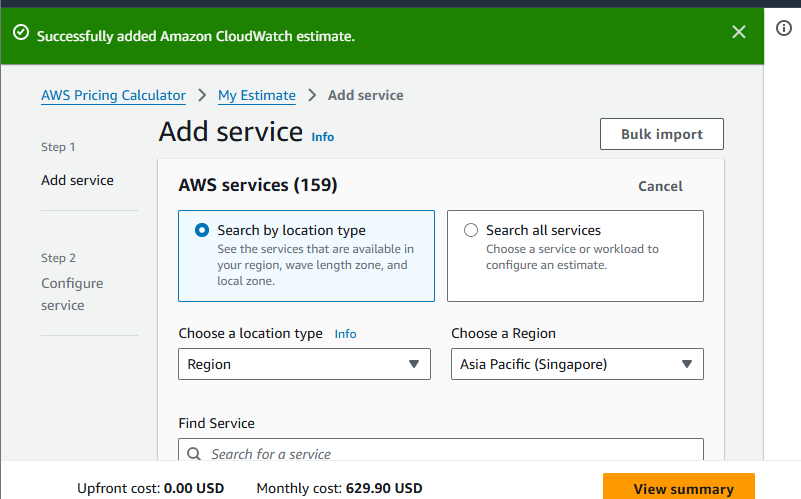 Successfully added Amazon CloudWatch estimate.
AWS Pricing Calculator > My Estimate > Add service
Step 1
Add service
Step 2
Configure
service
Add service Info
Bulk import
AWS services (159)
Cancel
Search by location type
See the services that are available in
your region, wave length zone, and
local zone.
Search all services
Choose a service or workload to
configure an estimate.
Choose a location type Info
Region
Choose a Region
Asia Pacific (Singapore)
Find Service
Search for a service
Upfront cost: 0.00 USD
Monthly cost: 629.90 USD
View summary